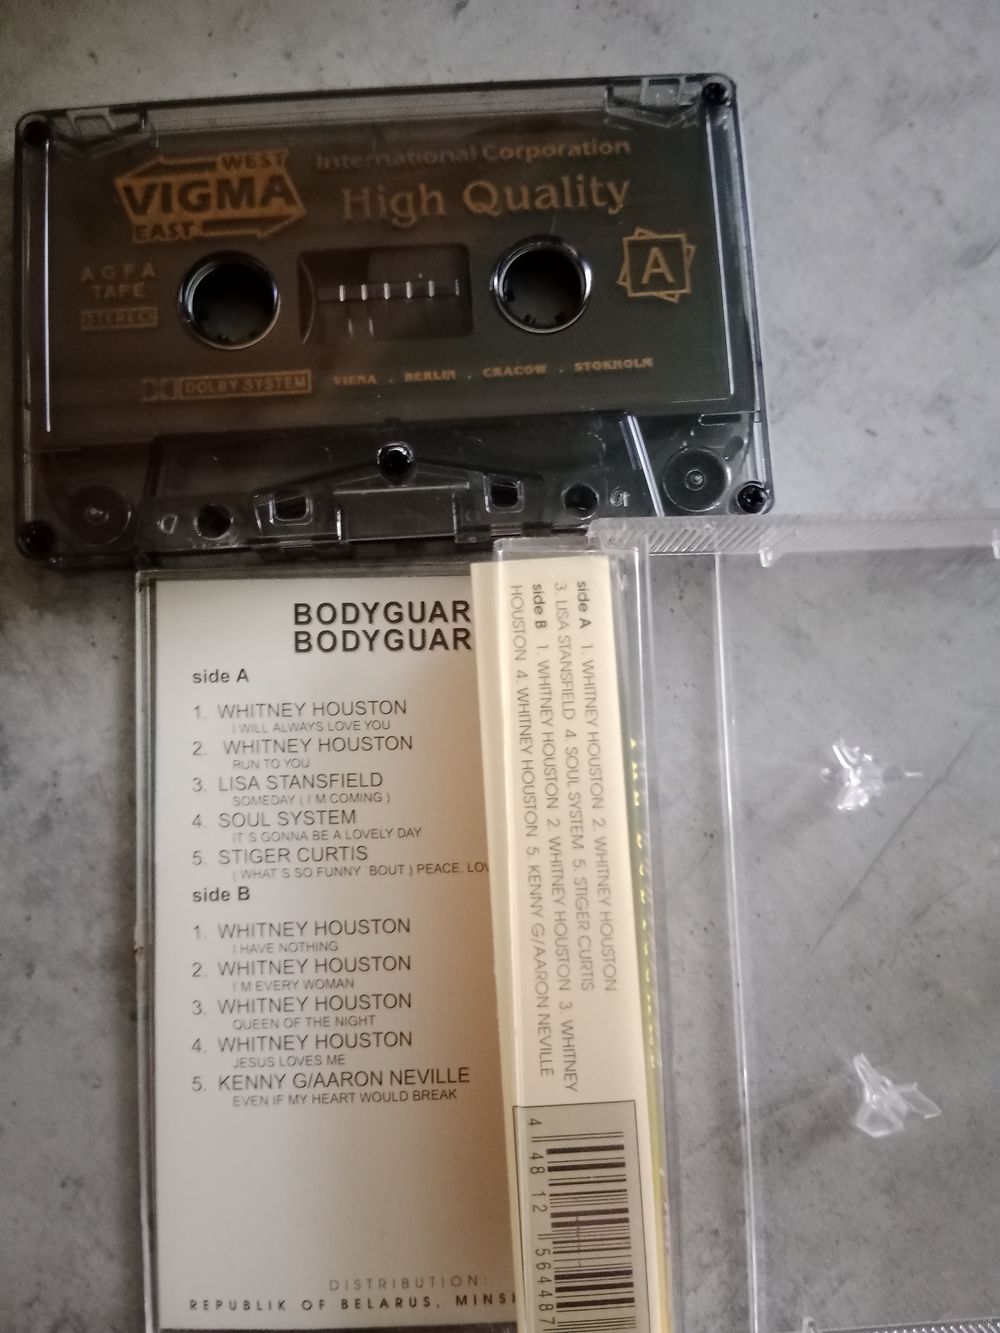 WEST
VIGMA
EAST
International Corporation
High Quality
A
AGFA
TAPE
STEREO
DOLBY SYSTEM
VIENA . BERLIN . CRACOW . STOKHOLM
BODYGUAR
BODYGUAR
side A
1. WHITNEY HOUSTON
I WILL ALWAYS LOVE YOU
2. WHITNEY HOUSTON
RUN TO YOU
3. LISA STANSFIELD
SOMEDAY ( I`M COMING )
4. SOUL SYSTEM
IT`S GONNA BE A LOVELY DAY
5. STIGER CURTIS
( WHAT`S SO FUNNY `BOUT ) PEACE, LOV
side B
1. WHITNEY HOUSTON
I HAVE NOTHING
2. WHITNEY HOUSTON
I`M EVERY WOMAN
3. WHITNEY HOUSTON
QUEEN OF THE NIGHT
4. WHITNEY HOUSTON
JESUS LOVES ME
5. KENNY G/AARON NEVILLE
EVEN IF MY HEART WOULD BREAK
DISTRIBUTION:
REPUBLIK OF BELARUS, MINSK
side A 1. WHITNEY HOUSTON 2. WHITNEY HOUSTON
3. LISA STANSFIELD 4. SOUL SYSTEM 5. STIGER CURTIS
side B 1. WHITNEY HOUSTON 2. WHITNEY HOUSTON 3. WHITNEY
HOUSTON 4. WHITNEY HOUSTON 5. KENNY G/AARON NEVILLE
4 48 12 564487